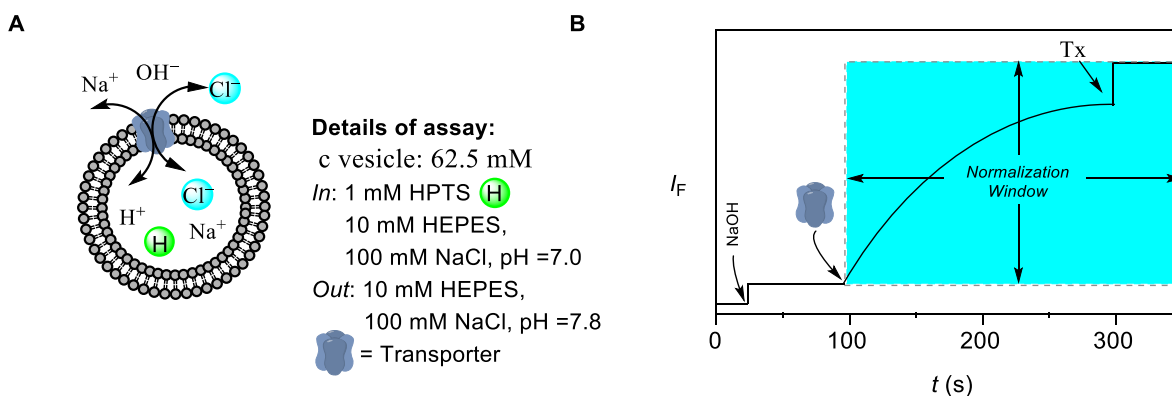 A
Na⁺
OH⁻
Cl⁻
Cl⁻
H⁺
Na⁺
H
Details of assay:
c vesicle: 62.5 mM
In: 1 mM HPTS H
10 mM HEPES,
100 mM NaCl, pH =7.0
Out: 10 mM HEPES,
100 mM NaCl, pH =7.8
= Transporter
B
Tx
Normalization
Window
I_F
NaOH
0
100
200
300
t (s)